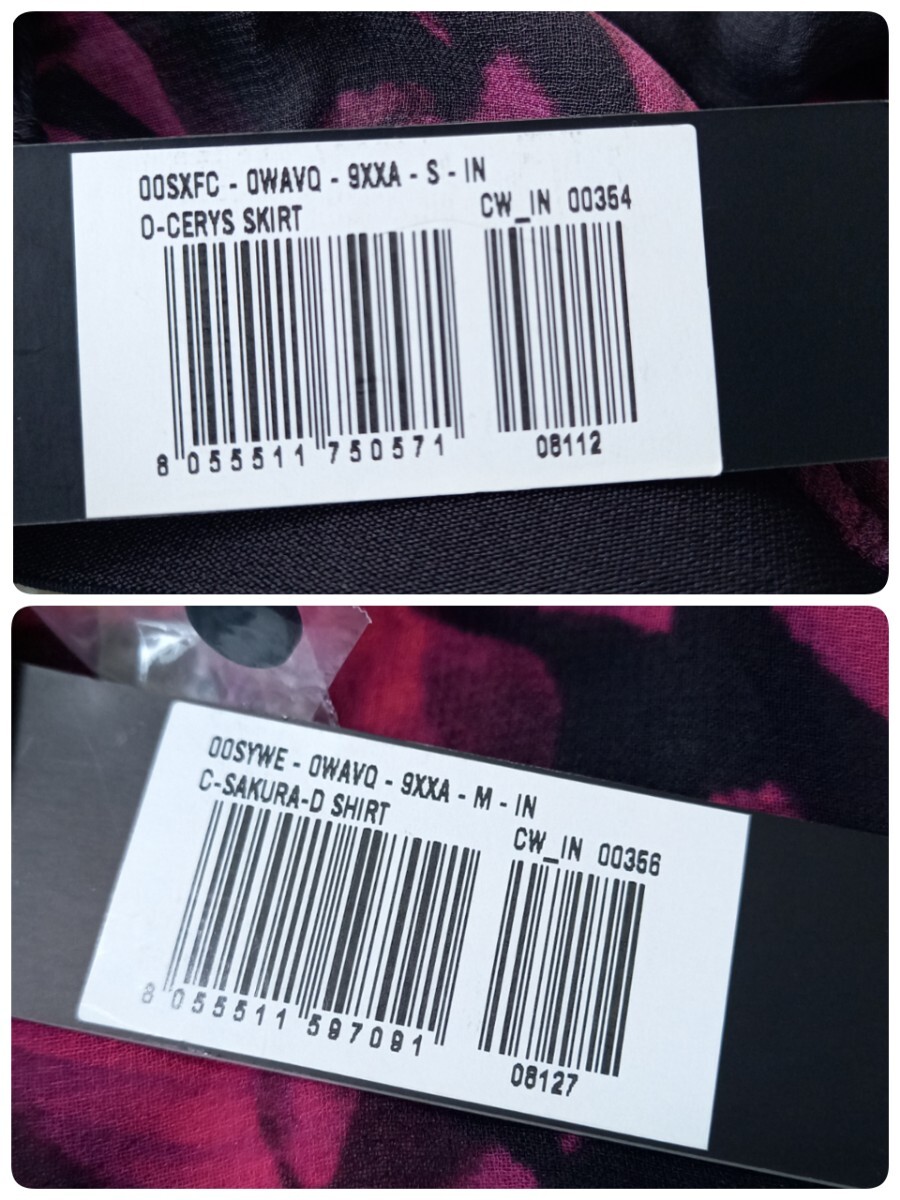 00SXFC - 0WAVQ - 9XXA - S - IN
O-CERYS SKIRT
CW_IN 00354
8 055511 750571
08112
00SYWE - 0WAVQ - 9XXA - M - IN
C-SAKURA-D SHIRT
CW_IN 00356
8 055511 597091
08127